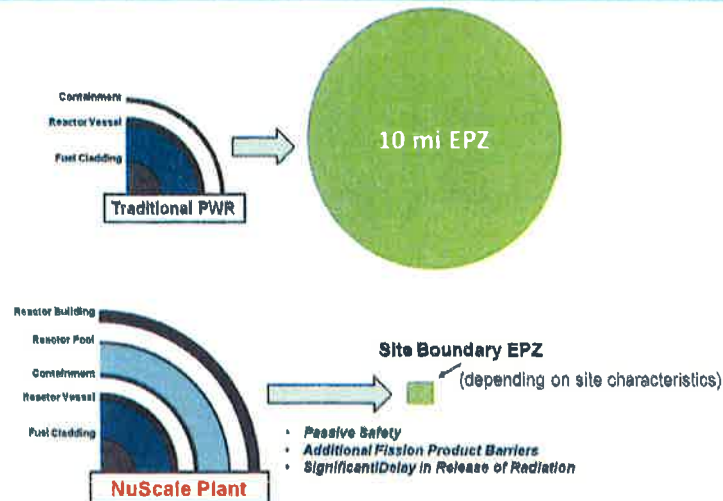 Containment
Reactor Vessel
Fuel Cladding
Traditional PWR
10 mi EPZ
Reactor Building
Reactor Pool
Containment
Reactor Vessel
Fuel Cladding
NuScale Plant
Site Boundary EPZ
(depending on site characteristics)
• Passive Safety
• Additional Fission Product Barriers
• SignificantDelay in Release of Radiation